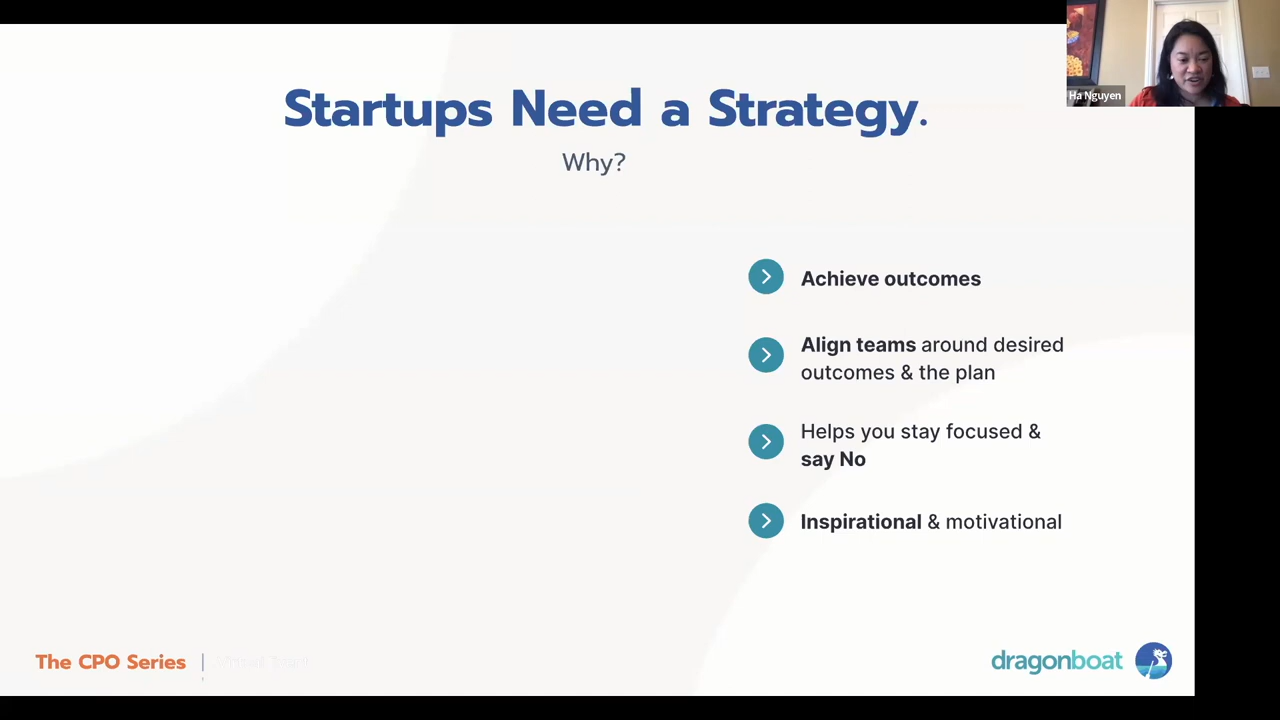 Ha Nguyen
Startups Need a Strategy.
Why?
Achieve outcomes
Align teams around desired
outcomes & the plan
Helps you stay focused &
say No
Inspirational & motivational
The CPO Series |
dragonboat